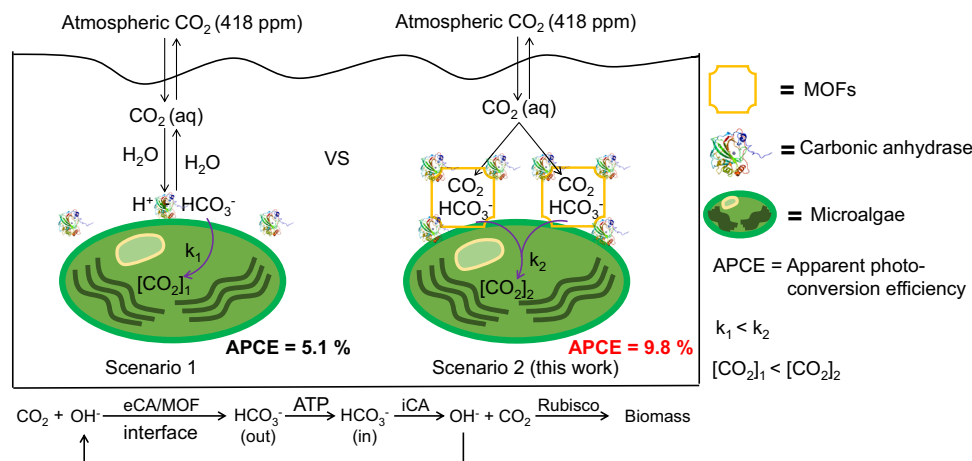 Atmospheric CO₂ (418 ppm)
CO₂ (aq)
H₂O
H₂O
H⁺ + HCO₃⁻
k₁
[CO₂]₁
APCE = 5.1 %
Scenario 1
VS
Atmospheric CO₂ (418 ppm)
CO₂ (aq)
CO₂
HCO₃⁻
CO₂
HCO₃⁻
k₂
[CO₂]₂
APCE = 9.8 %
Scenario 2 (this work)
= MOFs
= Carbonic anhydrase
= Microalgae
APCE = Apparent photo-
conversion efficiency
k₁ < k₂
[CO₂]₁ < [CO₂]₂
CO₂ + OH⁻ eCA/MOF HCO₃⁻ ATP HCO₃⁻ iCA OH⁻ + CO₂ Rubisco Biomass
interface (out) (in)